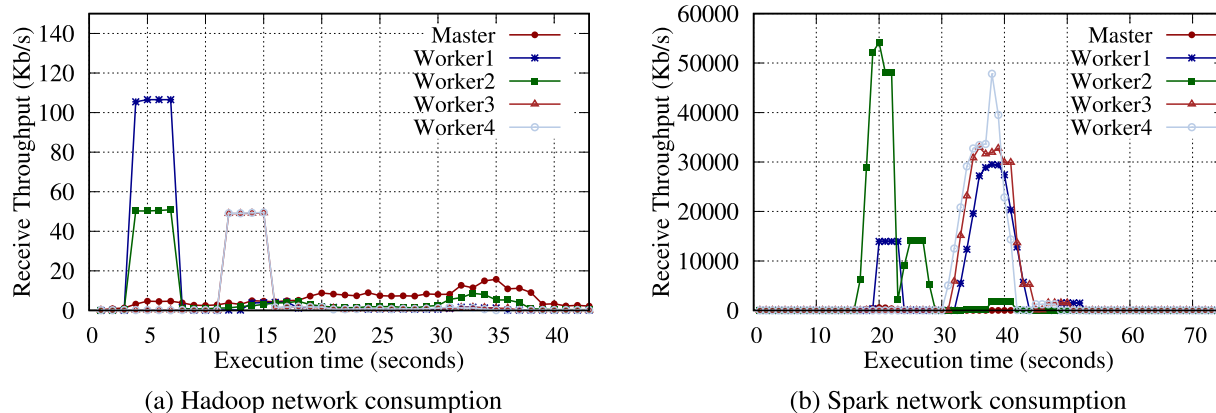 140
120
100
80
60
40
20
0
Receive Throughput (Kb/s)
Master
Worker1
Worker2
Worker3
Worker4
0 5 10 15 20 25 30 35 40
Execution time (seconds)
(a) Hadoop network consumption
60000
50000
40000
30000
20000
10000
0
Receive Throughput (Kb/s)
Master
Worker1
Worker2
Worker3
Worker4
0 10 20 30 40 50 60 70
Execution time (seconds)
(b) Spark network consumption